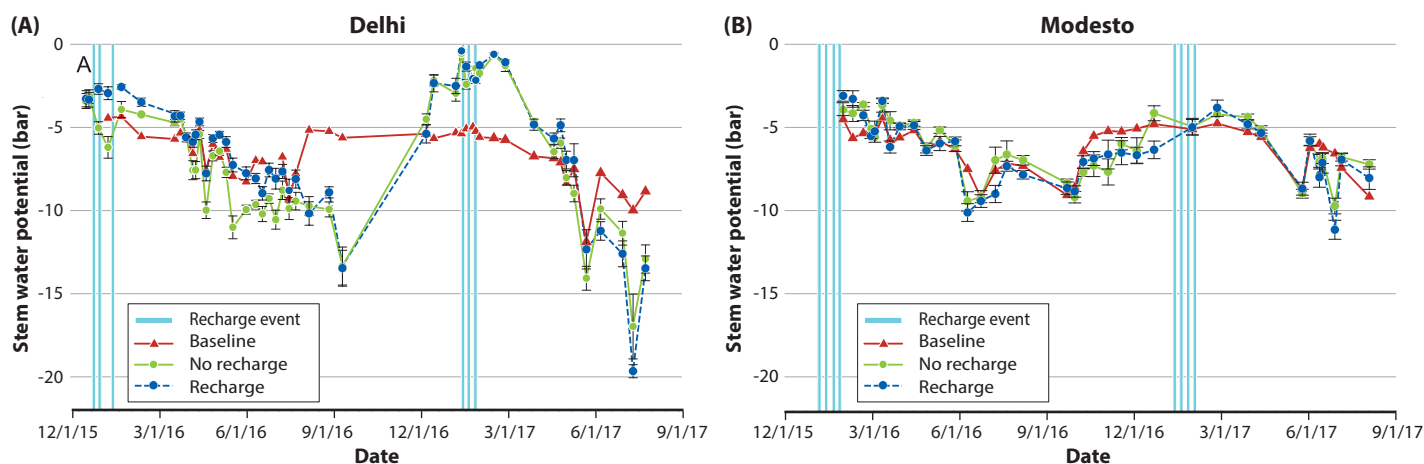 (A)
Delhi
Stem water potential (bar)
0
-5
-10
-15
-20
A
Recharge event
Baseline
No recharge
Recharge
12/1/15 3/1/16 6/1/16 9/1/16 12/1/16 3/1/17 6/1/17 9/1/17
Date
(B)
Modesto
Stem water potential (bar)
0
-5
-10
-15
-20
Recharge event
Baseline
No recharge
Recharge
12/1/15 3/1/16 6/1/16 9/1/16 12/1/16 3/1/17 6/1/17 9/1/17
Date